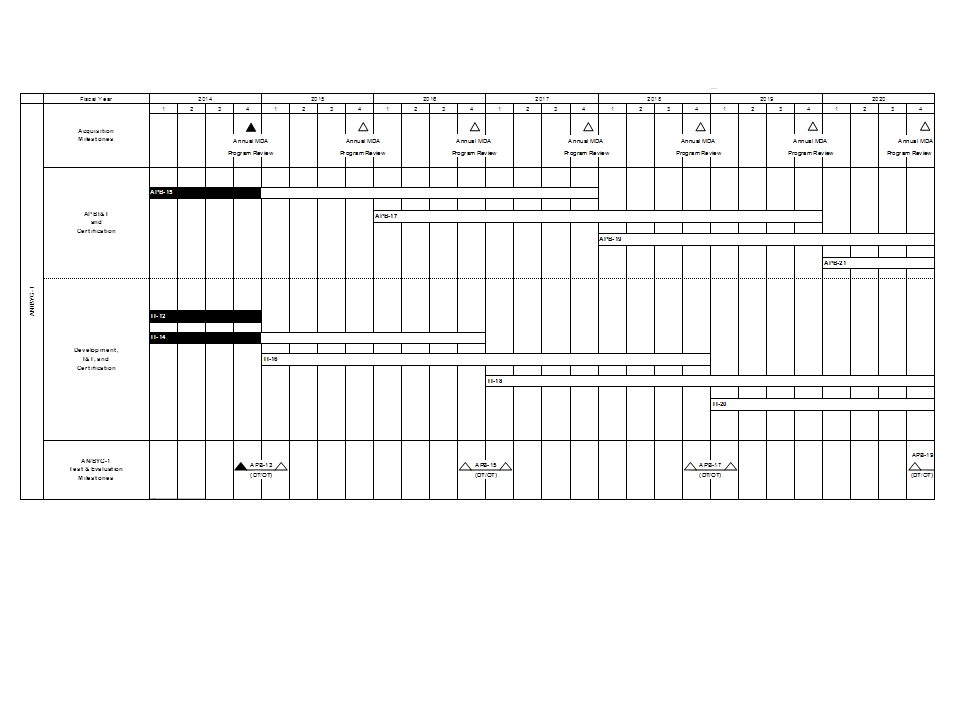 Fiscal Year 2014 2015 2016 2017 2018 2019 2020
1 2 3 4 1 2 3 4 1 2 3 4 1 2 3 4 1 2 3 4 1 2 3 4 1 2 3 4
Acquisition
Milestones
Annual MDA Annual MDA Annual MDA Annual MDA Annual MDA Annual MDA Annual MDA
Program Review Program Review Program Review Program Review Program Review Program Review Program Review
APB-15
APB I&T
and
Certification
APB-17
APB-19
APB-21
AN/BYG-1
TI-12
TI-14
Development,
I&T, and
Certification
TI-16
TI-18
TI-20
AN/BYG-1
Test & Evaluation
Milestones
APB-13 APB-15 APB-17 APB-19
(DT/OT) (DT/OT) (DT/OT) (DT/OT)